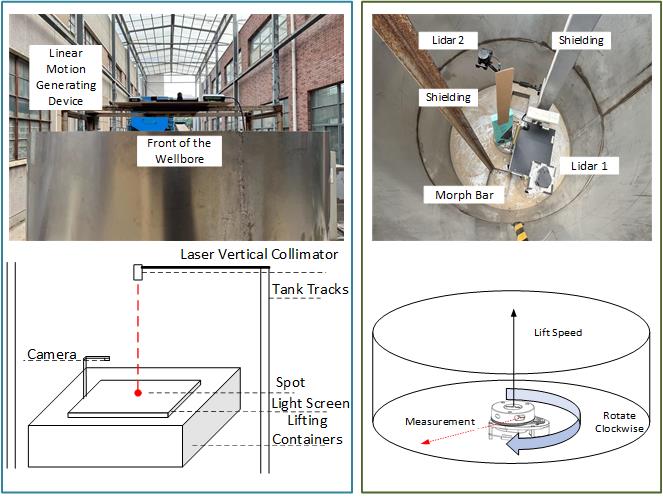 Linear
Motion
Generating
Device
Front of the
Wellbore
Laser Vertical Collimator
Tank Tracks
Camera
Spot
Light Screen
Lifting
Containers
Lidar 2
Shielding
Shielding
Lidar 1
Morph Bar
Lift Speed
Measurement
Rotate
Clockwise